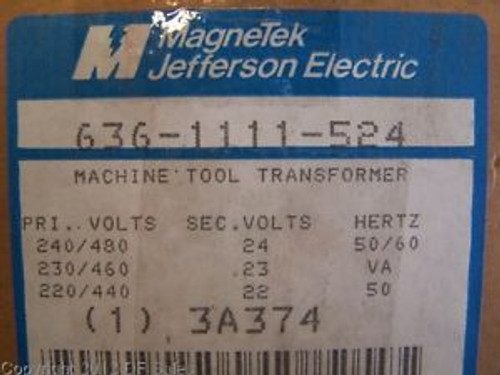 MagneTek
Jefferson Electric
636-1111-524
MACHINE TOOL TRANSFORMER
PRI.. VOLTS SEC.VOLTS HERTZ
240/480 24 50/60
230/460 .23 VA
220/440 22 50
(1) 3A374